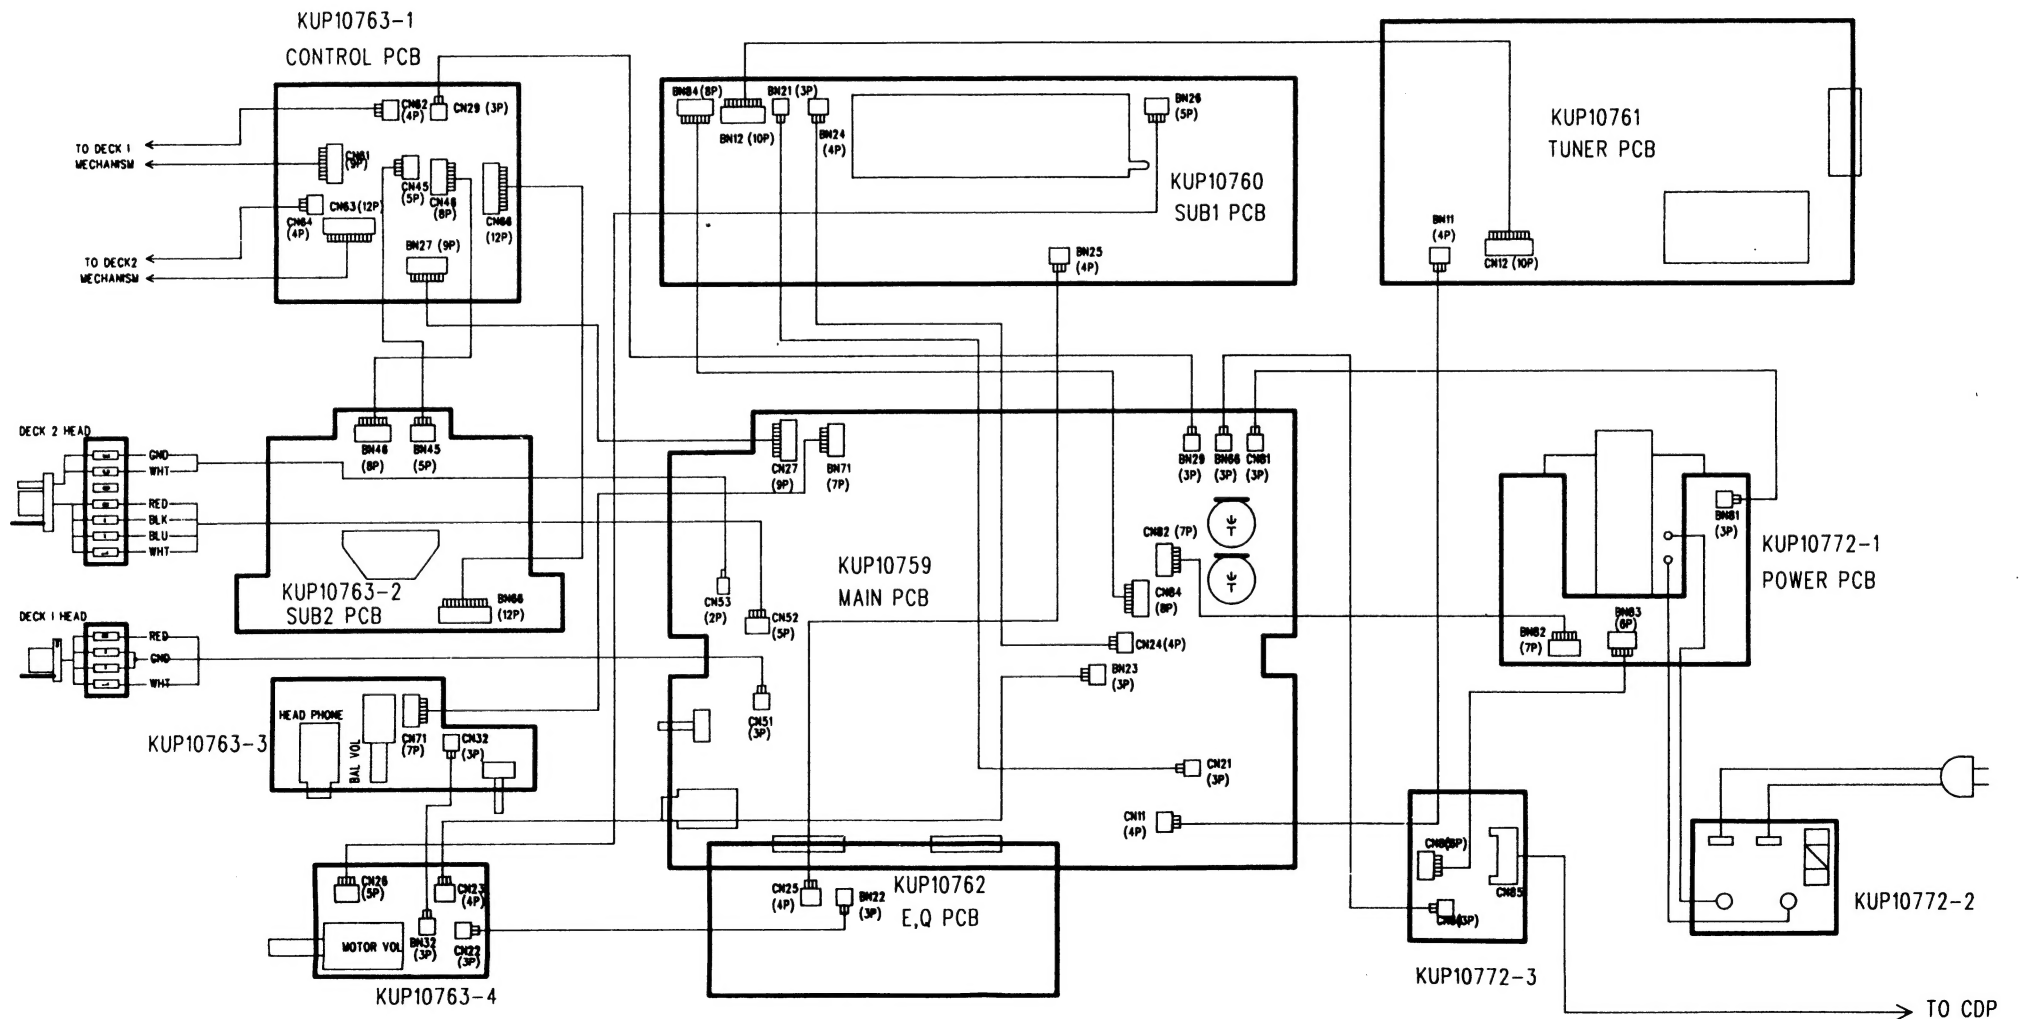 KUP10763-1
CONTROL PCB
CN62
(4P)
CN29 (3P)
TO DECK 1
MECHANISM
CN61
(9P)
CN45
(5P)
CN46
(8P)
CN66
(12P)
CN63(12P)
CN64
(4P)
BN27 (9P)
TO DECK2
MECHANISM
BN84(8P)
BN12 (10P)
BN21 (3P)
BN24
(4P)
BN26
(5P)
KUP10760
SUB1 PCB
BN25
(4P)
KUP10761
TUNER PCB
BN11
(4P)
CN12 (10P)
DECK 2 HEAD
GND
WHT
RED
BLK
BLU
WHT
BN46
(8P)
BN45
(5P)
KUP10763-2
SUB2 PCB
BN66
(12P)
DECK 1 HEAD
RED
GND
WHT
CN27
(9P)
BN71
(7P)
BN29
(3P)
BN66
(3P)
CN81
(3P)
CN82 (7P)
CN84
(8P)
KUP10759
MAIN PCB
CN53
(2P)
CN52
(5P)
CN24(4P)
BN23
(3P)
CN51
(3P)
CN21
(3P)
CN11
(4P)
BN81
(3P)
KUP10772-1
POWER PCB
BN83
(6P)
BN82
(7P)
KUP10763-3
HEAD PHONE
BAL VOL
CN71
(7P)
CN32
(3P)
CN26
(5P)
CN23
(4P)
MOTOR VOL
BN32
(3P)
CN22
(3P)
KUP10763-4
CN25
(4P)
BN22
(3P)
KUP10762
E,Q PCB
CN85
KUP10772-3
KUP10772-2
TO CDP